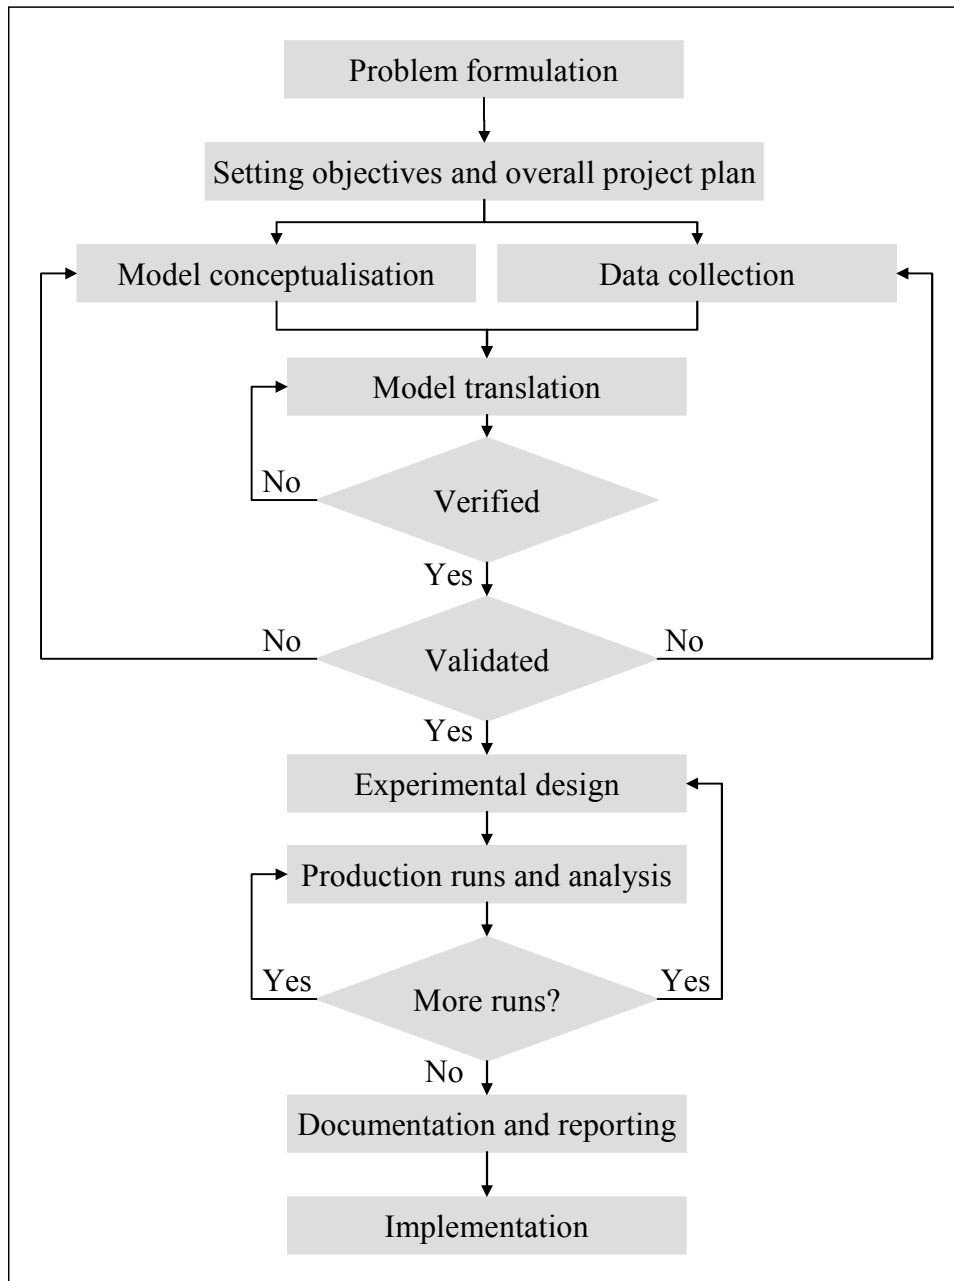 Problem formulation
Setting objectives and overall project plan
Model conceptualisation
Data collection
Model translation
No
Verified
Yes
No
Validated
No
Yes
Experimental design
Production runs and analysis
Yes
More runs?
Yes
No
Documentation and reporting
Implementation